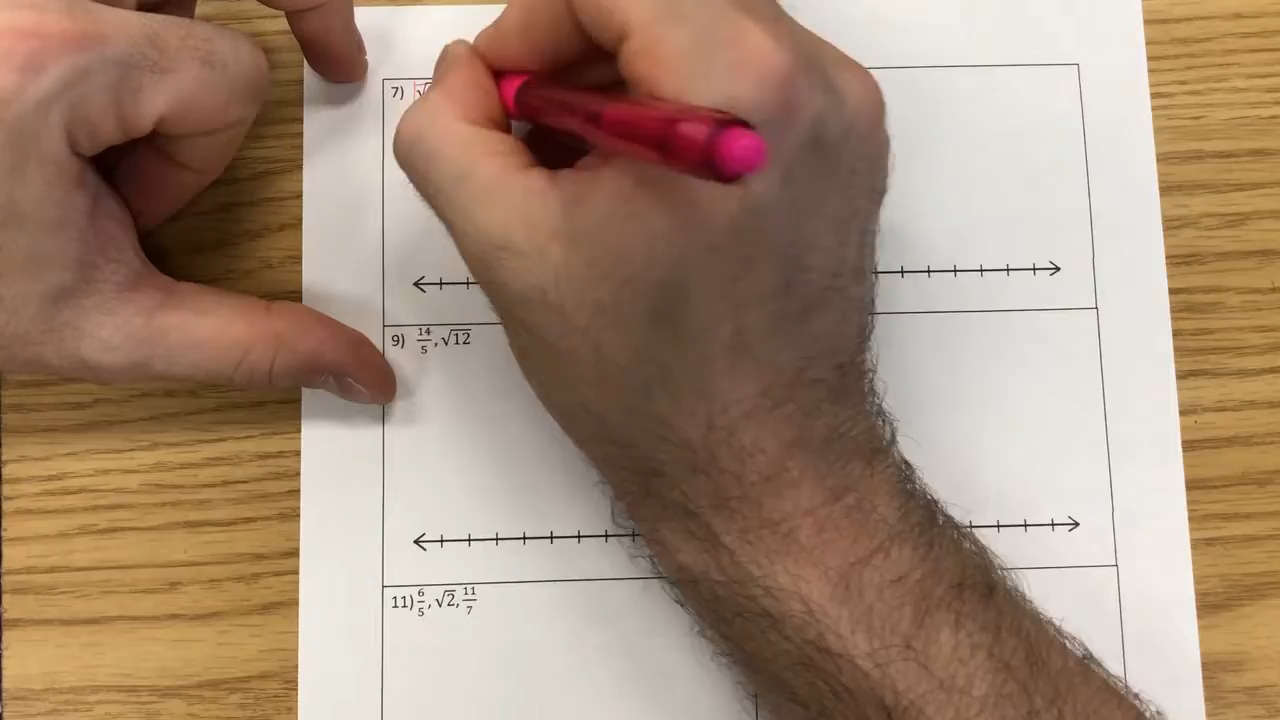 7) √
9) 14/5, √12
11) 6/5, √2, 11/7